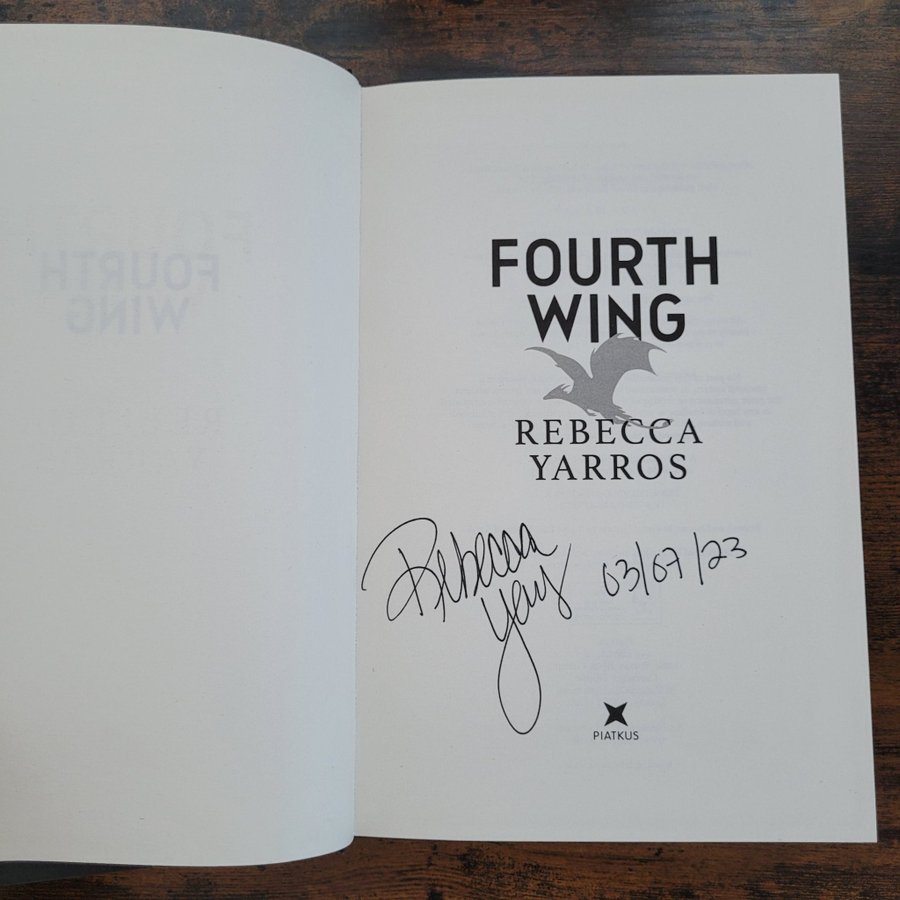 FOURTH
WING
REBECCA
YARROS
Rebecca
Yarros
03/07/23
PIATKUS